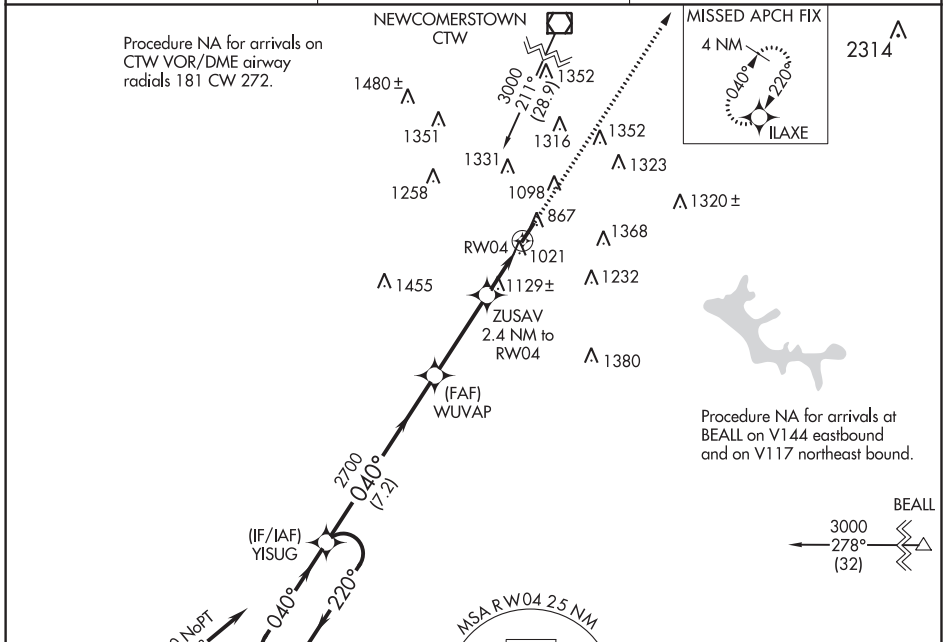 Procedure NA for arrivals on
CTW VOR/DME airway
radials 181 CW 272.
NEWCOMERSTOWN
CTW
3000
211°
(28.9)
MISSED APCH FIX
4 NM
040°
220°
ILAXE
2314
1480 ±
1352
1351
1316
1352
1331
1323
1258
1098
1320 ±
867
RW04
1368
1021
1455
1129±
1232
ZUSAV
2.4 NM to
RW04
1380
(FAF)
WUVAP
Procedure NA for arrivals at
BEALL on V144 eastbound
and on V117 northeast bound.
2700
040°
(7.2)
BEALL
3000
278°
(32)
(IF/IAF)
YISUG
040°
220°
NoPT
MSA RW04 25 NM